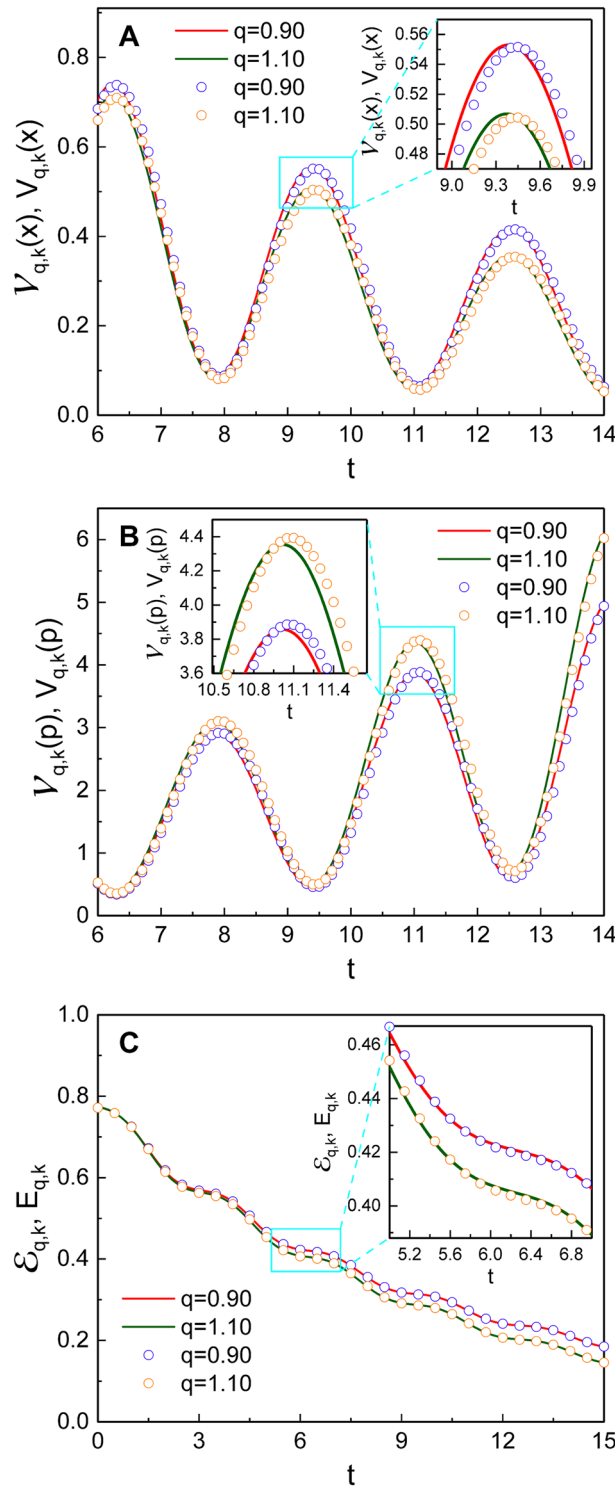 A
q=0.90
q=1.10
q=0.90
q=1.10
𝒱q,k(x), Vq,k(x)
0.8
0.6
0.4
0.2
0.0
6 7 8 9 10 11 12 13 14
t
𝒱q,k(x), Vq,k(x)
0.56
0.54
0.52
0.50
0.48
9.0 9.3 9.6 9.9
t
B
q=0.90
q=1.10
q=0.90
q=1.10
𝒱q,k(p), Vq,k(p)
6
5
4
3
2
1
0
6 7 8 9 10 11 12 13 14
t
𝒱q,k(p), Vq,k(p)
4.4
4.2
4.0
3.8
3.6
10.5 10.8 11.1 11.4
t
C
q=0.90
q=1.10
q=0.90
q=1.10
ℰq,k, Eq,k
1.0
0.8
0.6
0.4
0.2
0.0
0 3 6 9 12 15
t
ℰq,k, Eq,k
0.46
0.44
0.42
0.40
5.2 5.6 6.0 6.4 6.8
t